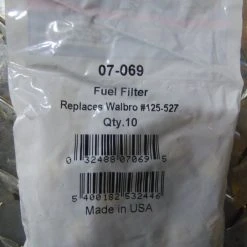 07-069
Fuel Filter
Replaces Walbro #125-527
Qty.10
0 32488 07069 5
5 400182 532446
Made in USA